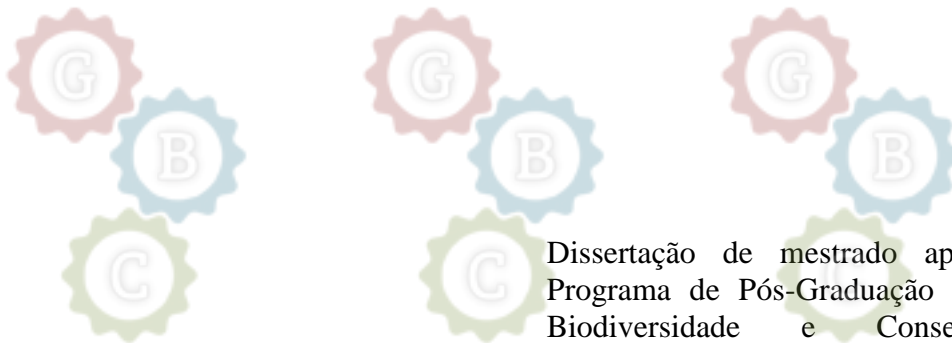 G G G
B B B
Dissertação de mestrado ap
C C C
Programa de Pós-Graduação
Biodiversidade e Conse